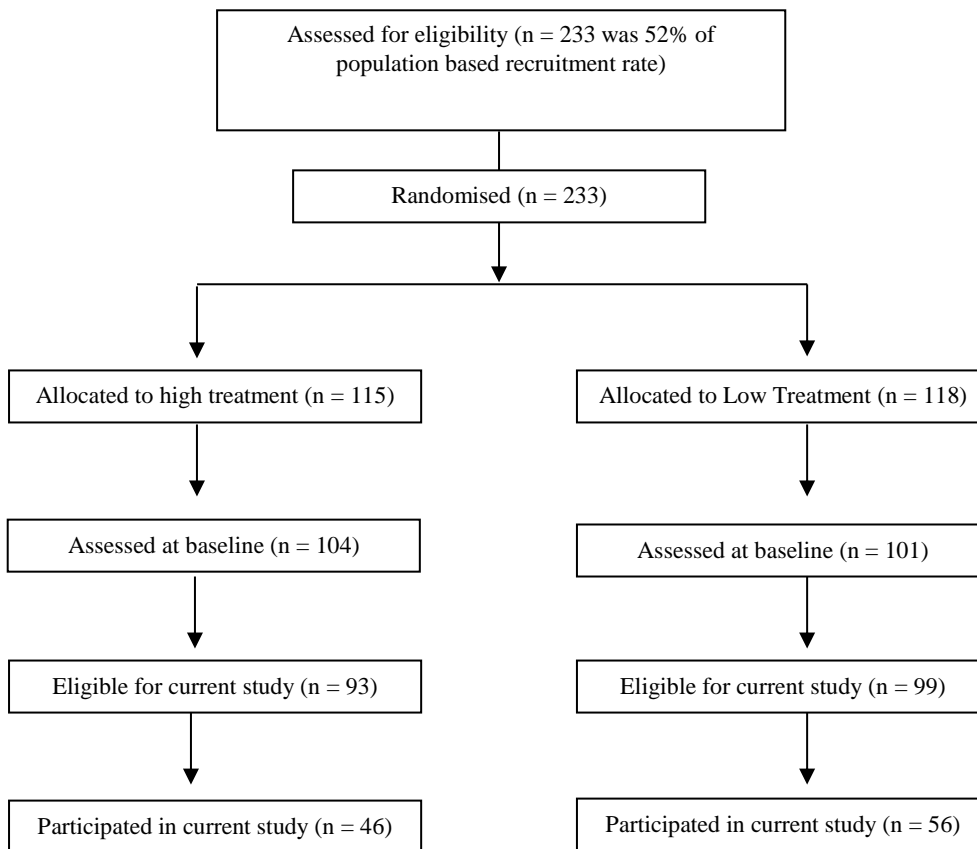 Assessed for eligibility (n = 233 was 52% of
population based recruitment rate)
Randomised (n = 233)
Allocated to high treatment (n = 115)
Allocated to Low Treatment (n = 118)
Assessed at baseline (n = 104)
Assessed at baseline (n = 101)
Eligible for current study (n = 93)
Eligible for current study (n = 99)
Participated in current study (n = 46)
Participated in current study (n = 56)